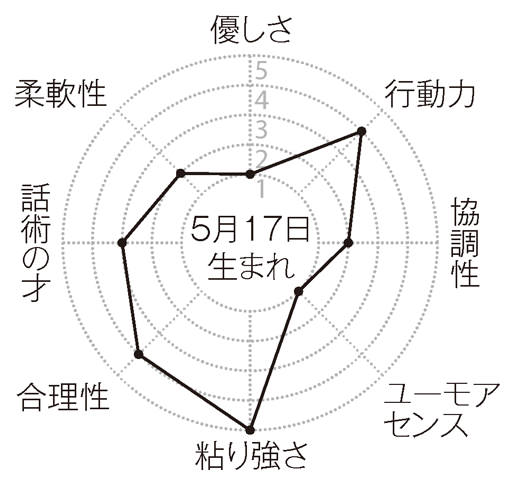 優しさ
行動力
協調性
ユーモア
センス
粘り強さ
合理性
話術の才
柔軟性
5
4
3
2
1
5月17日
生まれ